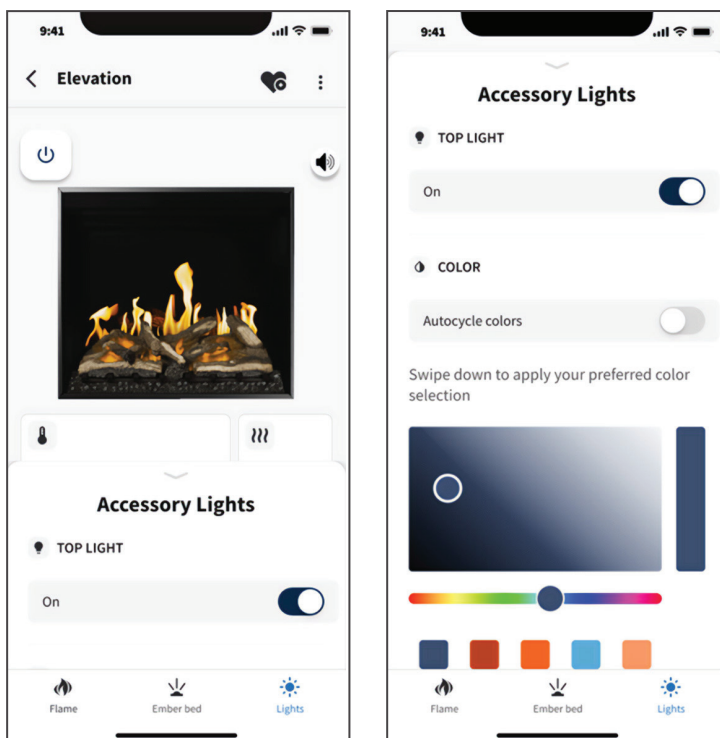 9:41
Elevation
Accessory Lights
TOP LIGHT
On
Flame
Ember bed
Lights
9:41
Accessory Lights
TOP LIGHT
On
COLOR
Autocycle colors
Swipe down to apply your preferred color
selection
Flame
Ember bed
Lights